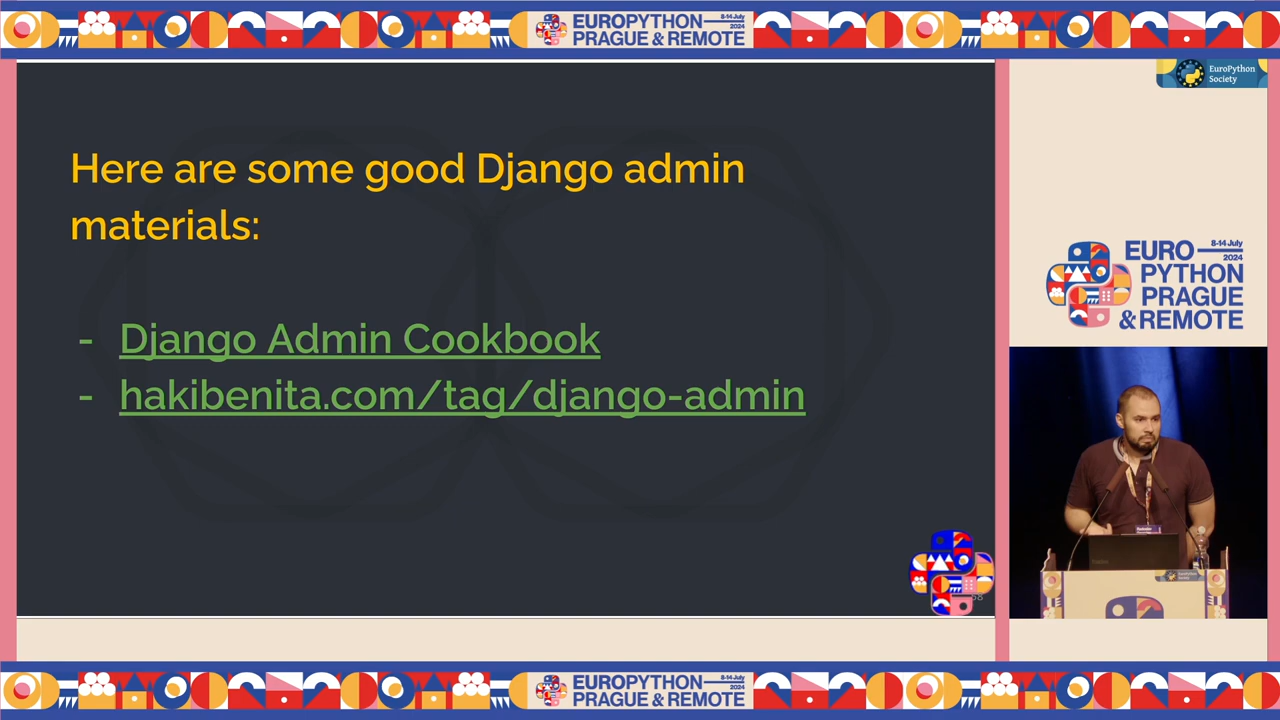 EUROPYTHON
8-14 July
2024
PRAGUE & REMOTE
EuroPython
Society
Here are some good Django admin
materials:
- Django Admin Cookbook
- hakibenita.com/tag/django-admin
EURO
8-14 July
2024
PYTHON
PRAGUE
& REMOTE
EuroPython
Society
EUROPYTHON
8-14 July
2024
PRAGUE & REMOTE